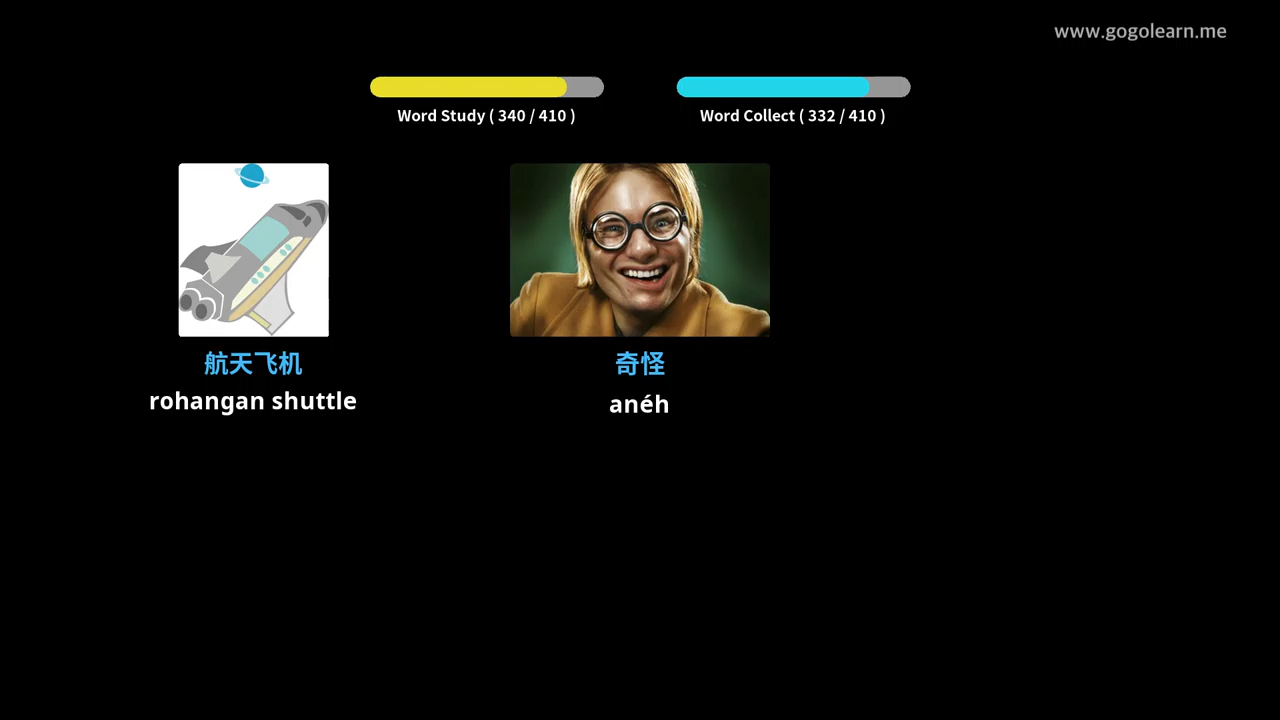 www.gogolearn.me
Word Study ( 340 / 410 )
Word Collect ( 332 / 410 )
航天飞机
rohangan shuttle
奇怪
anéh